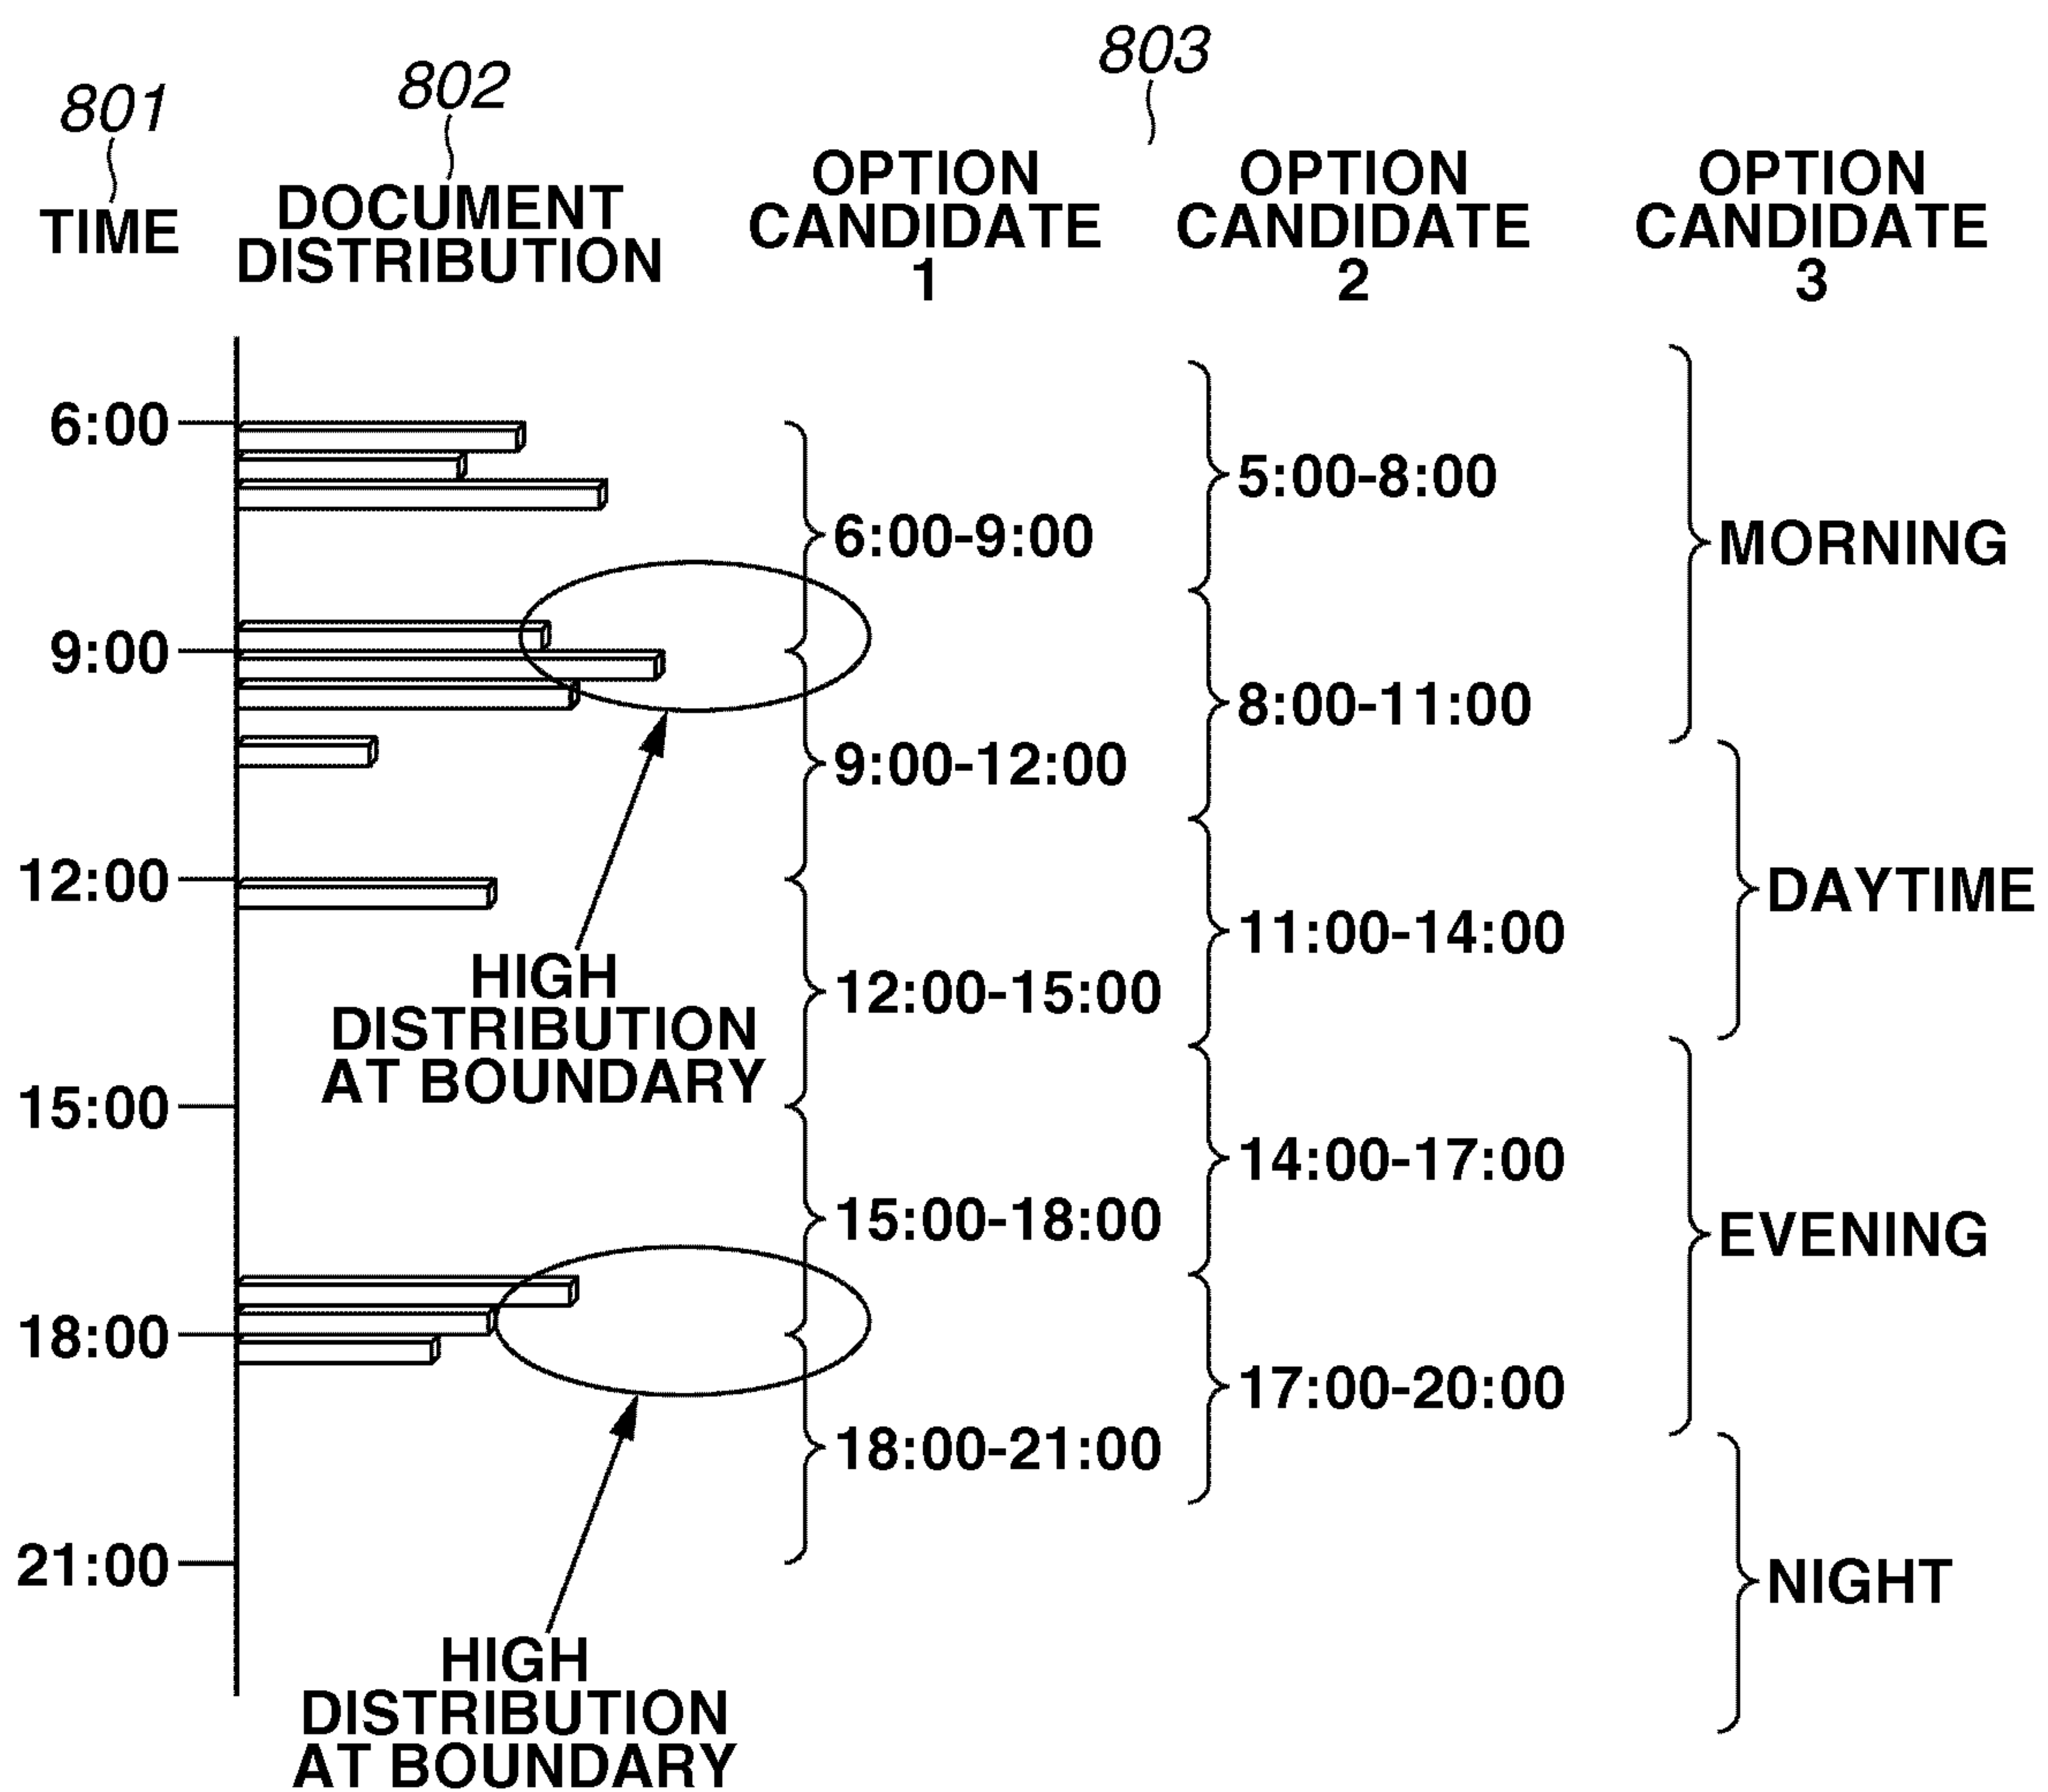 801
802
803
TIME
DOCUMENT
DISTRIBUTION
OPTION
CANDIDATE
1
OPTION
CANDIDATE
2
OPTION
CANDIDATE
3
6:00
9:00
12:00
15:00
18:00
21:00
HIGH
DISTRIBUTION
AT BOUNDARY
HIGH
DISTRIBUTION
AT BOUNDARY
6:00-9:00
9:00-12:00
12:00-15:00
15:00-18:00
18:00-21:00
5:00-8:00
8:00-11:00
11:00-14:00
14:00-17:00
17:00-20:00
MORNING
DAYTIME
EVENING
NIGHT